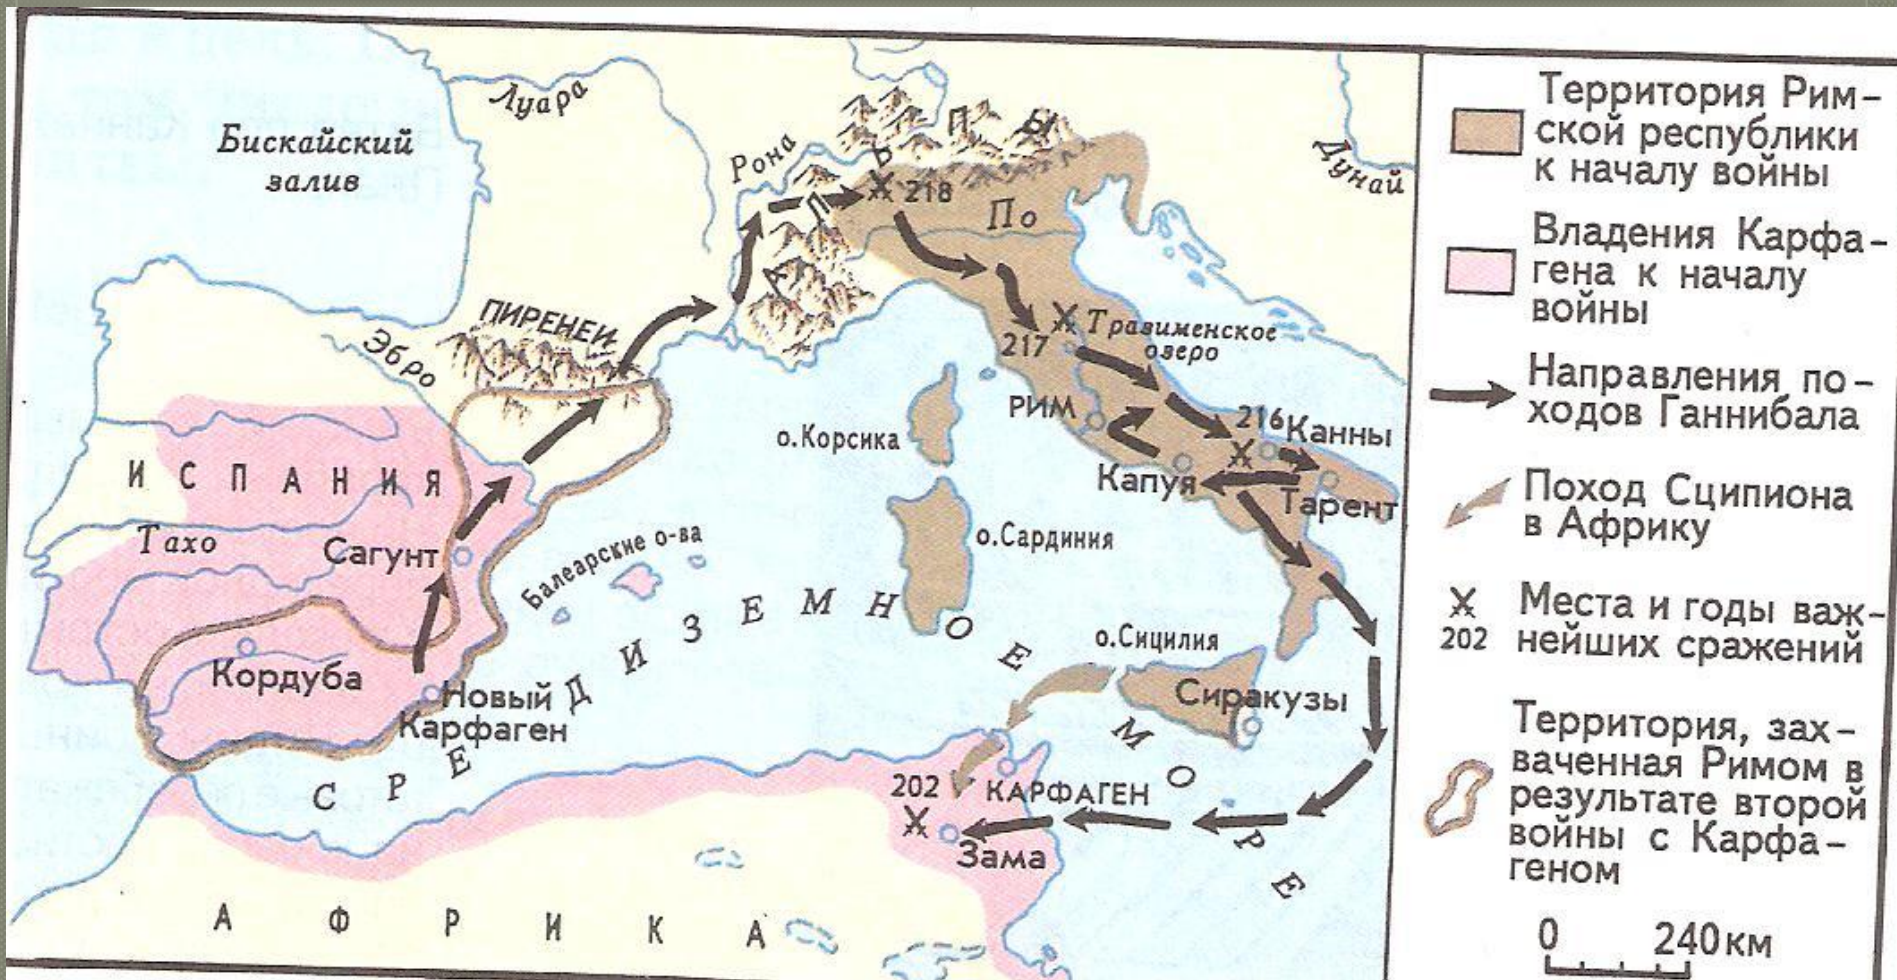 Луара
Бискайский
залив
Рона
АЛЬПЫ
Дунай
218
По
ПИРЕНЕИ
Эбро
217
Тразименское
озеро
РИМ
216
Канны
о.Корсика
Капуя
Тарент
ИСПАНИЯ
Тахо
Сагунт
Балеарские о-ва
о.Сардиния
СРЕДИЗЕМНОЕ МОРЕ
о.Сицилия
Сиракузы
Кордуба
Новый
Карфаген
202
КАРФАГЕН
Зама
АФРИКА
Территория Рим-
ской республики
к началу войны
Владения Карфа-
гена к началу
войны
Направления по-
ходов Ганнибала
Поход Сципиона
в Африку
202
Места и годы важ-
нейших сражений
Территория, зах-
ваченная Римом в
результате второй
войны с Карфа-
геном
0 240км